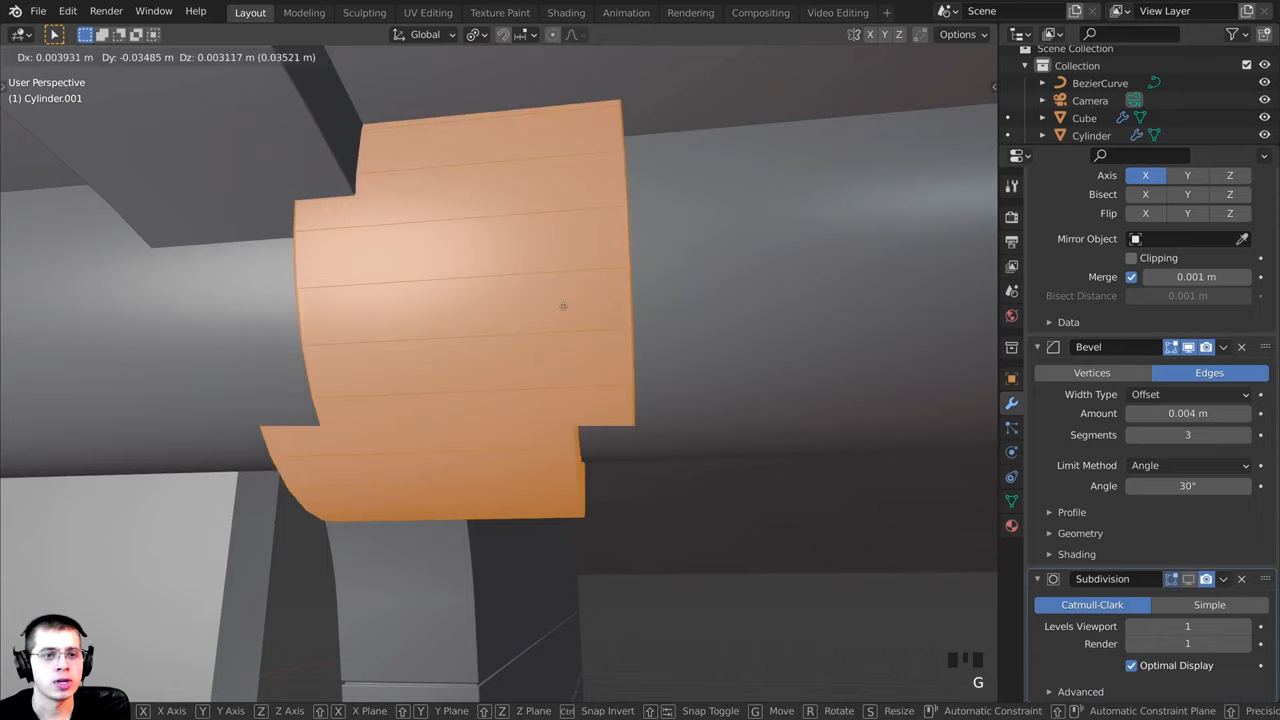 File Edit Render Window Help Layout Modeling Sculpting UV Editing Texture Paint Shading Animation Rendering Compositing Video Editing + Scene View Layer
Global X Y Z Options
Dx: 0.003931 m Dy: -0.03485 m Dz: 0.003117 m (0.03521 m)
User Perspective
(1) Cylinder.001
Scene Collection
Collection
BezierCurve
Camera
Cube
Cylinder
Axis X Y Z
Bisect X Y Z
Flip X Y Z
Mirror Object
Clipping
Merge 0.001 m
Bisect Distance 0.001 m
Data
Bevel
Vertices Edges
Width Type Offset
Amount 0.004 m
Segments 3
Limit Method Angle
Angle 30°
Profile
Geometry
Shading
Subdivision
Catmull-Clark Simple
Levels Viewport 1
Render 1
Optimal Display
Advanced
G
X X Axis Y Y Axis Z Z Axis X X Plane Y Y Plane Z Z Plane Ctrl Snap Invert Snap Toggle G Move R Rotate S Resize Automatic Constraint Automatic Constraint Plane Precis